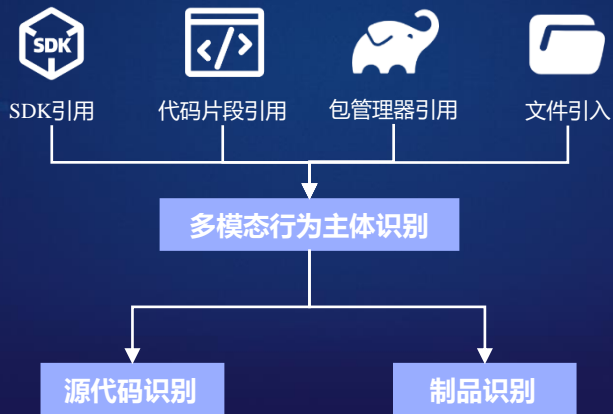 SDK
</>
SDK引用
代码片段引用
包管理器引用
文件引入
多模态行为主体识别
源代码识别
制品识别